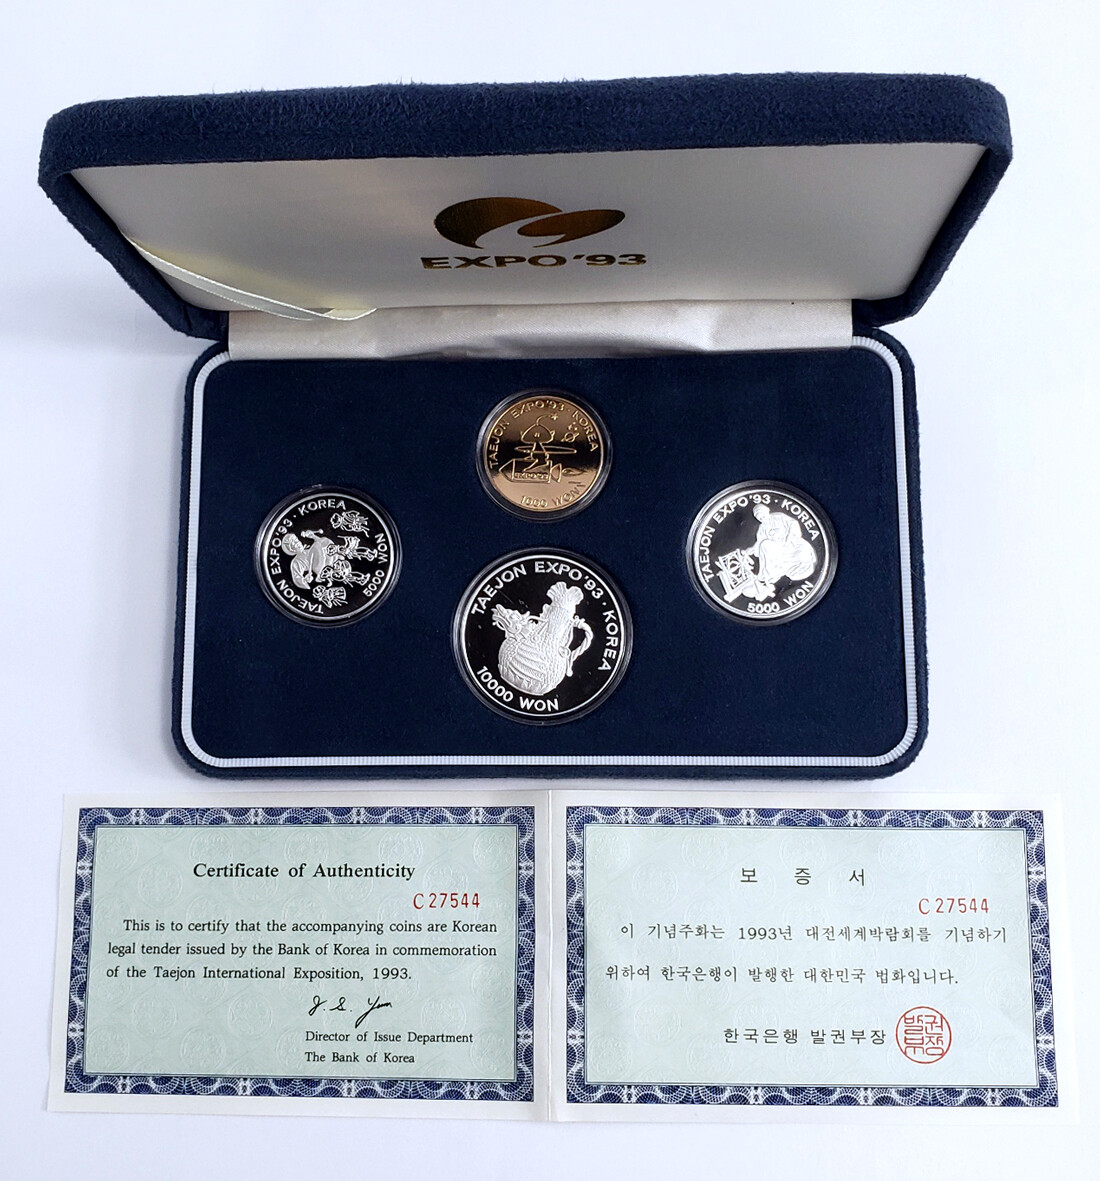 EXPO'93
TAEJON EXPO'93 · KOREA
1000 WON
TAEJON EXPO'93 · KOREA
5000 WON
TAEJON EXPO'93 · KOREA
5000 WON
TAEJON EXPO'93 · KOREA
10000 WON
Certificate of Authenticity
C 27544
This is to certify that the accompanying coins are Korean
legal tender issued by the Bank of Korea in commemoration
of the Taejon International Exposition, 1993.
J. S. Yum
Director of Issue Department
The Bank of Korea
보 증 서
C 27544
이 기념주화는 1993년 대전세계박람회를 기념하기
위하여 한국은행이 발행한 대한민국 법화입니다.
한국은행 발권부장
발권
부장